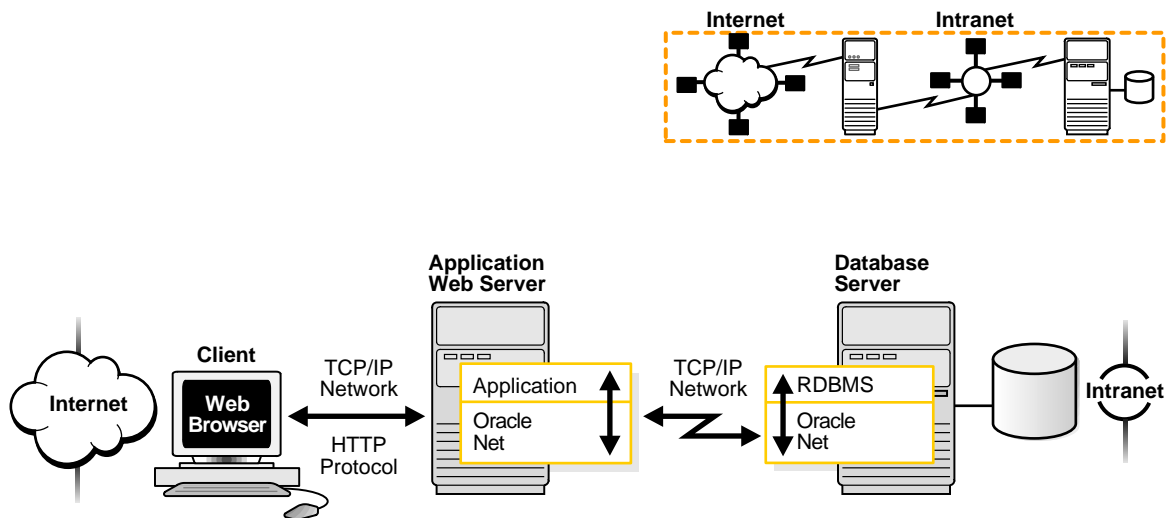 Internet
Intranet
Application
Web Server
Database
Server
Client
TCP/IP
Network
HTTP
Protocol
Internet
Web
Browser
Application
Oracle
Net
TCP/IP
Network
RDBMS
Oracle
Net
Intranet